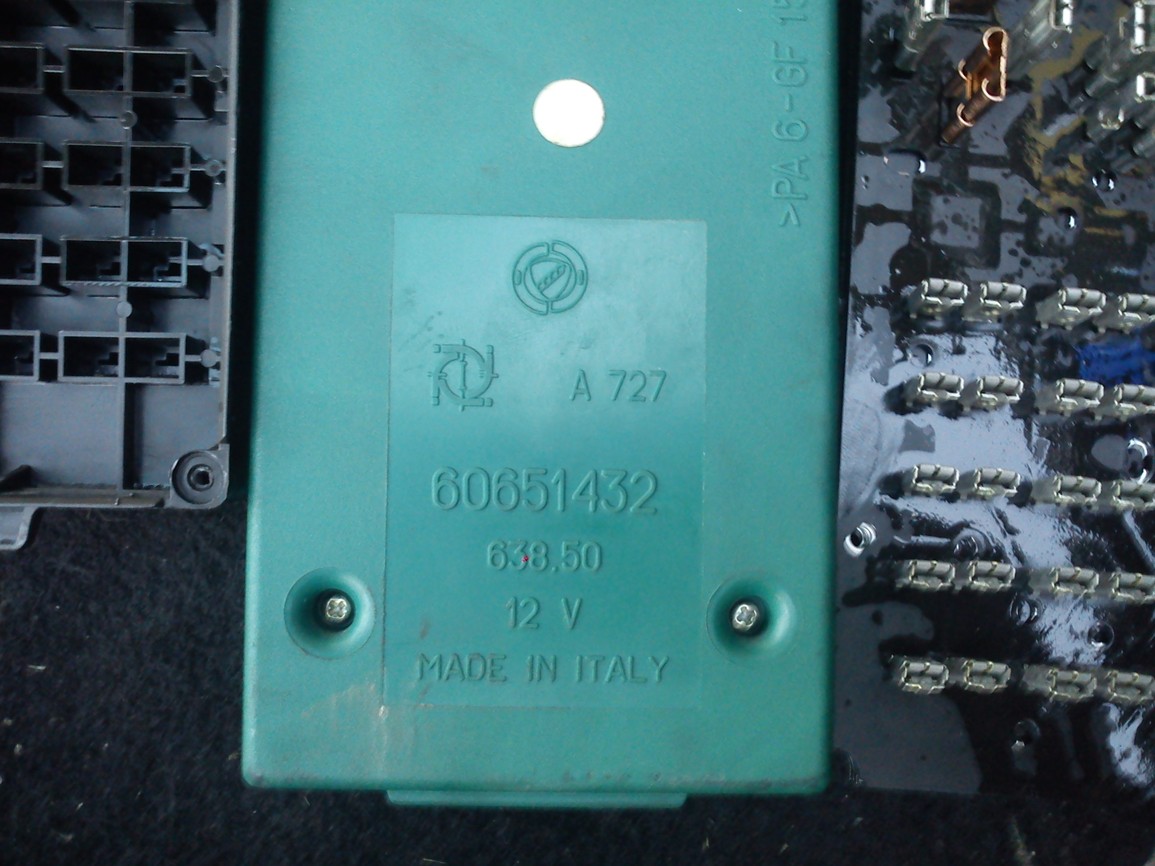 >PA 6-GF 15
A 727
60651432
638.50
12 V
MADE IN ITALY